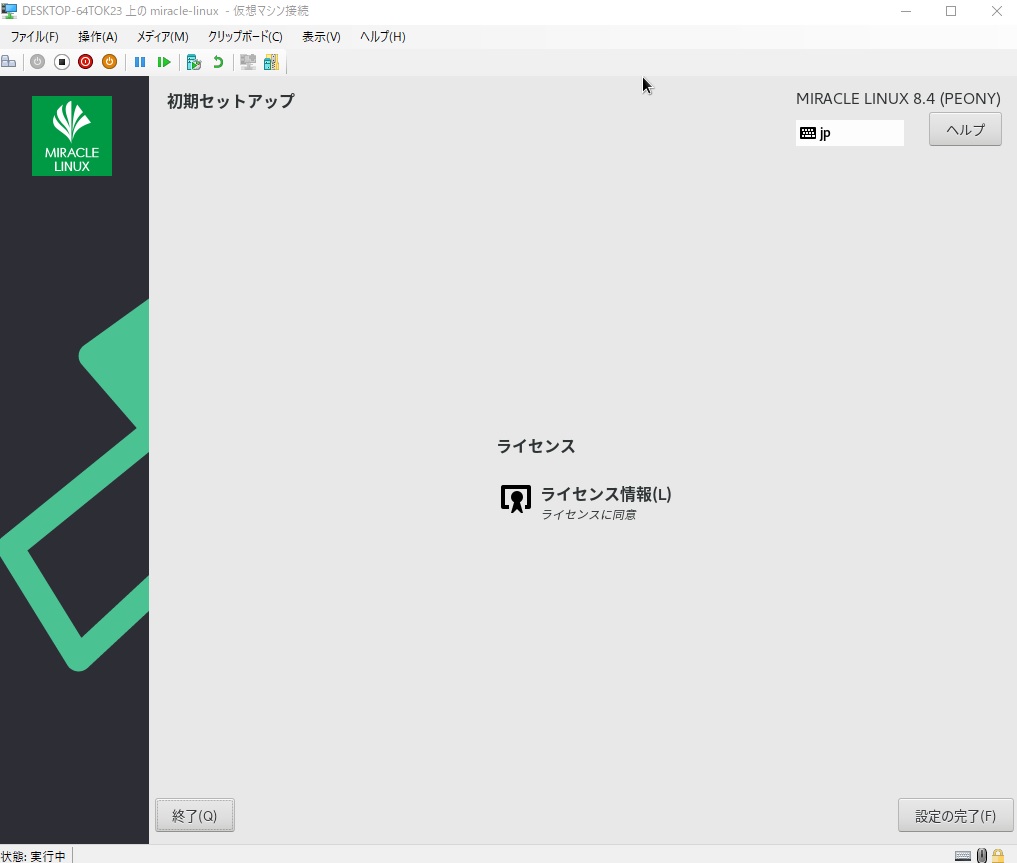 DESKTOP-64TOK23 上の miracle-linux - 仮想マシン接続
ファイル(F) 操作(A) メディア(M) クリップボード(C) 表示(V) ヘルプ(H)
MIRACLE
LINUX
初期セットアップ
MIRACLE LINUX 8.4 (PEONY)
jp
ヘルプ
ライセンス
ライセンス情報(L)
ライセンスに同意
終了(Q)
設定の完了(F)
状態: 実行中